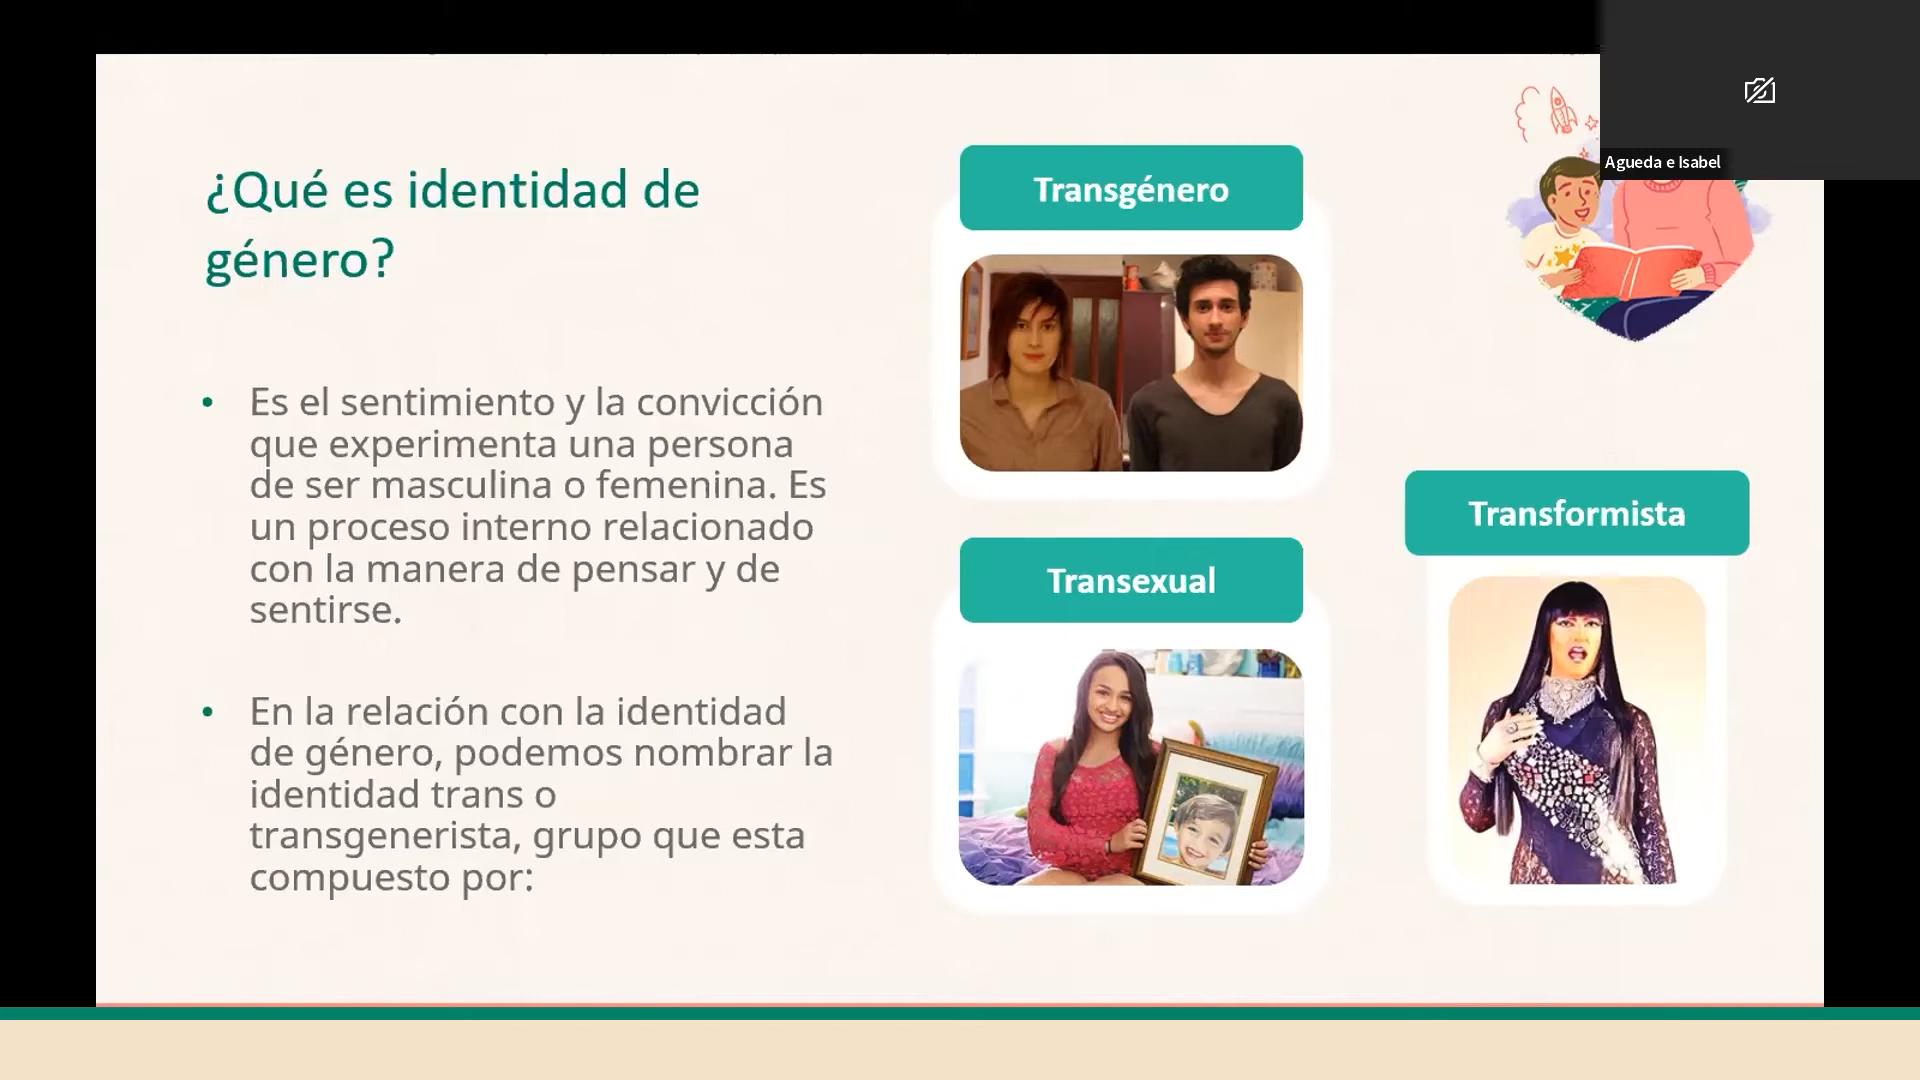 ¿Qué es identidad de
género?
• Es el sentimiento y la convicción
que experimenta una persona
de ser masculina o femenina. Es
un proceso interno relacionado
con la manera de pensar y de
sentirse.
• En la relación con la identidad
de género, podemos nombrar la
identidad trans o
transgenerista, grupo que esta
compuesto por:
Transgénero
Transexual
Transformista
Agueda e Isabel